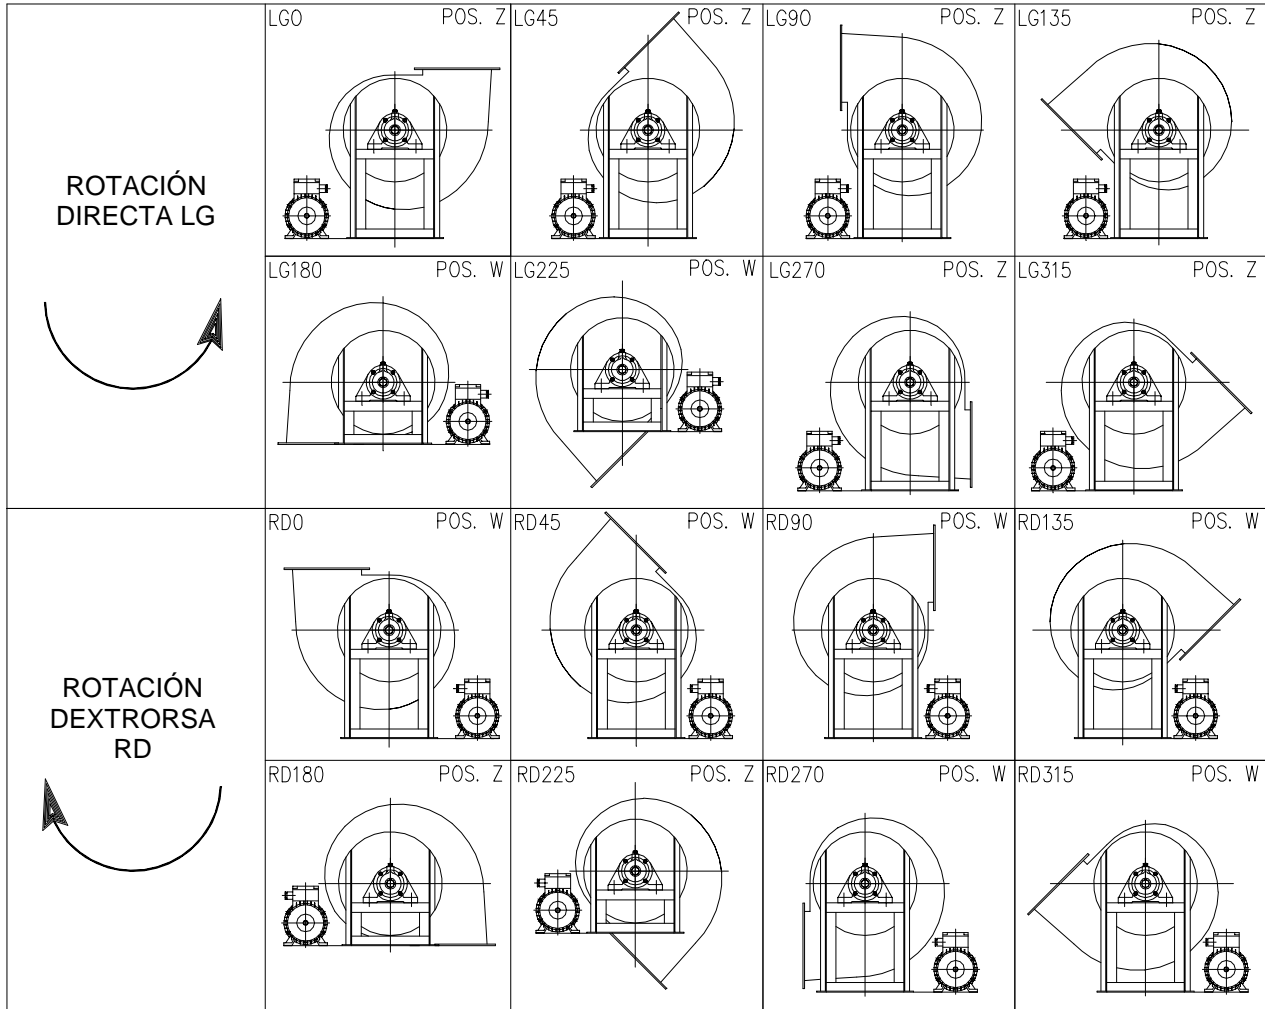 LG0 POS. Z
LG45 POS. Z
LG90 POS. Z
LG135 POS. Z
ROTACIÓN
DIRECTA LG
LG180 POS. W
LG225 POS. W
LG270 POS. Z
LG315 POS. Z
RD0 POS. W
RD45 POS. W
RD90 POS. W
RD135 POS. W
ROTACIÓN
DEXTRORSA
RD
RD180 POS. Z
RD225 POS. Z
RD270 POS. W
RD315 POS. W